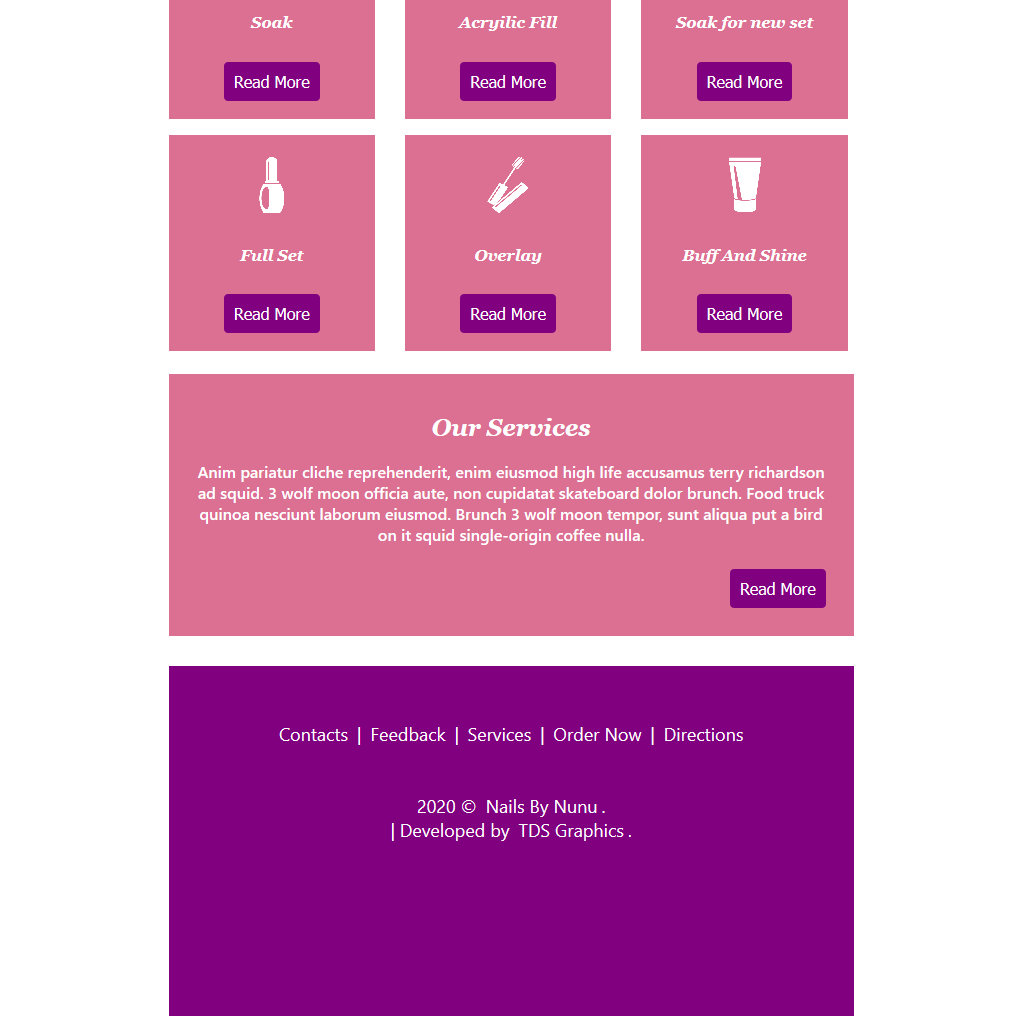 Soak
Acryilic Fill
Soak for new set
Read More
Read More
Read More
Full Set
Overlay
Buff And Shine
Read More
Read More
Read More
Our Services
Anim pariatur cliche reprehenderit, enim eiusmod high life accusamus terry richardson
ad squid. 3 wolf moon officia aute, non cupidatat skateboard dolor brunch. Food truck
quinoa nesciunt laborum eiusmod. Brunch 3 wolf moon tempor, sunt aliqua put a bird
on it squid single-origin coffee nulla.
Read More
Contacts | Feedback | Services | Order Now | Directions
2020 © Nails By Nunu .
| Developed by TDS Graphics .